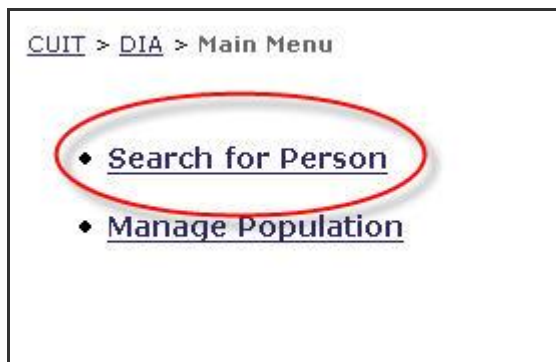 CUIT > DIA > Main Menu
• Search for Person
• Manage Population